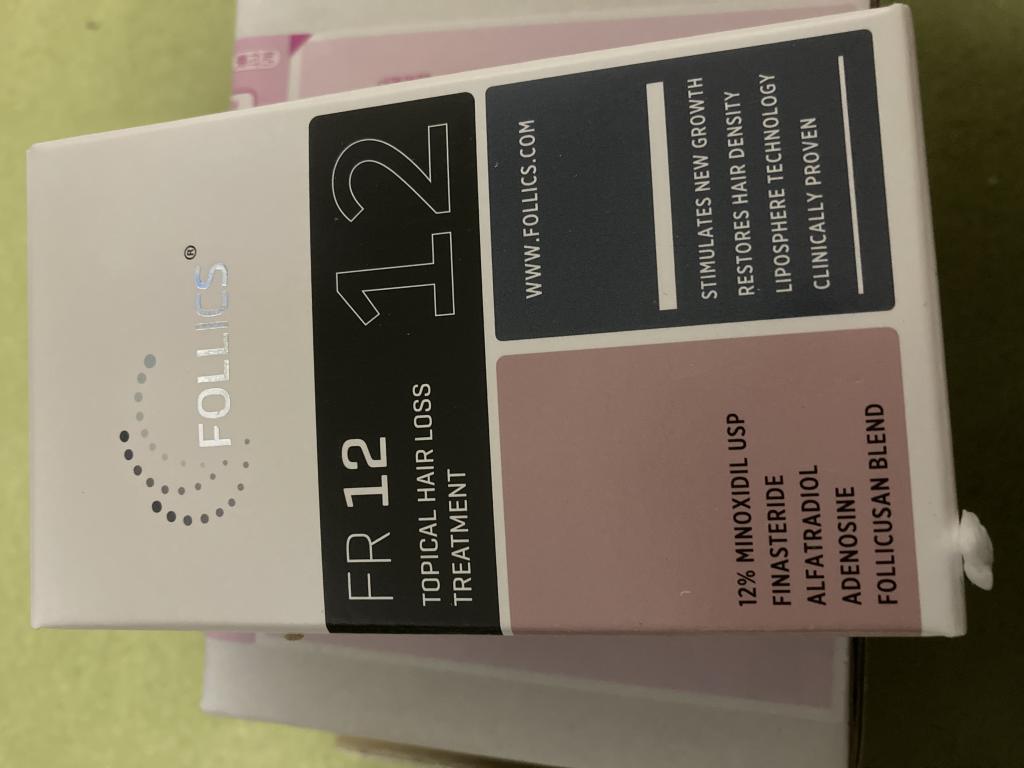 FOLLICS®
FR 12
12
TOPICAL HAIR LOSS
TREATMENT
12% MINOXIDIL USP
FINASTERIDE
ALFATRADIOL
ADENOSINE
FOLLICUSAN BLEND
WWW.FOLLICS.COM
STIMULATES NEW GROWTH
RESTORES HAIR DENSITY
LIPOSPHERE TECHNOLOGY
CLINICALLY PROVEN